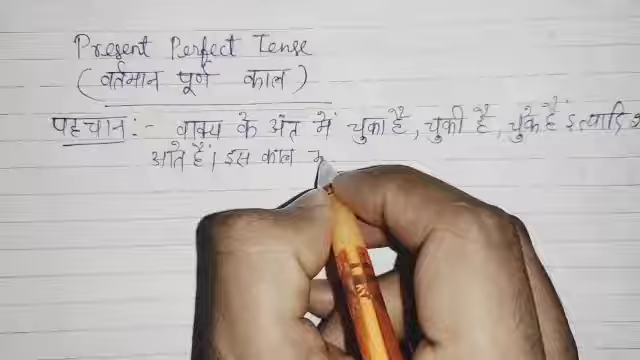 Present Perfect Tense
(वर्तमान पूर्ण काल)
पहचान :- वाक्य के अंत में चुका है, चुकी है, चुके हैं इत्यादि
आते हैं। इस काल